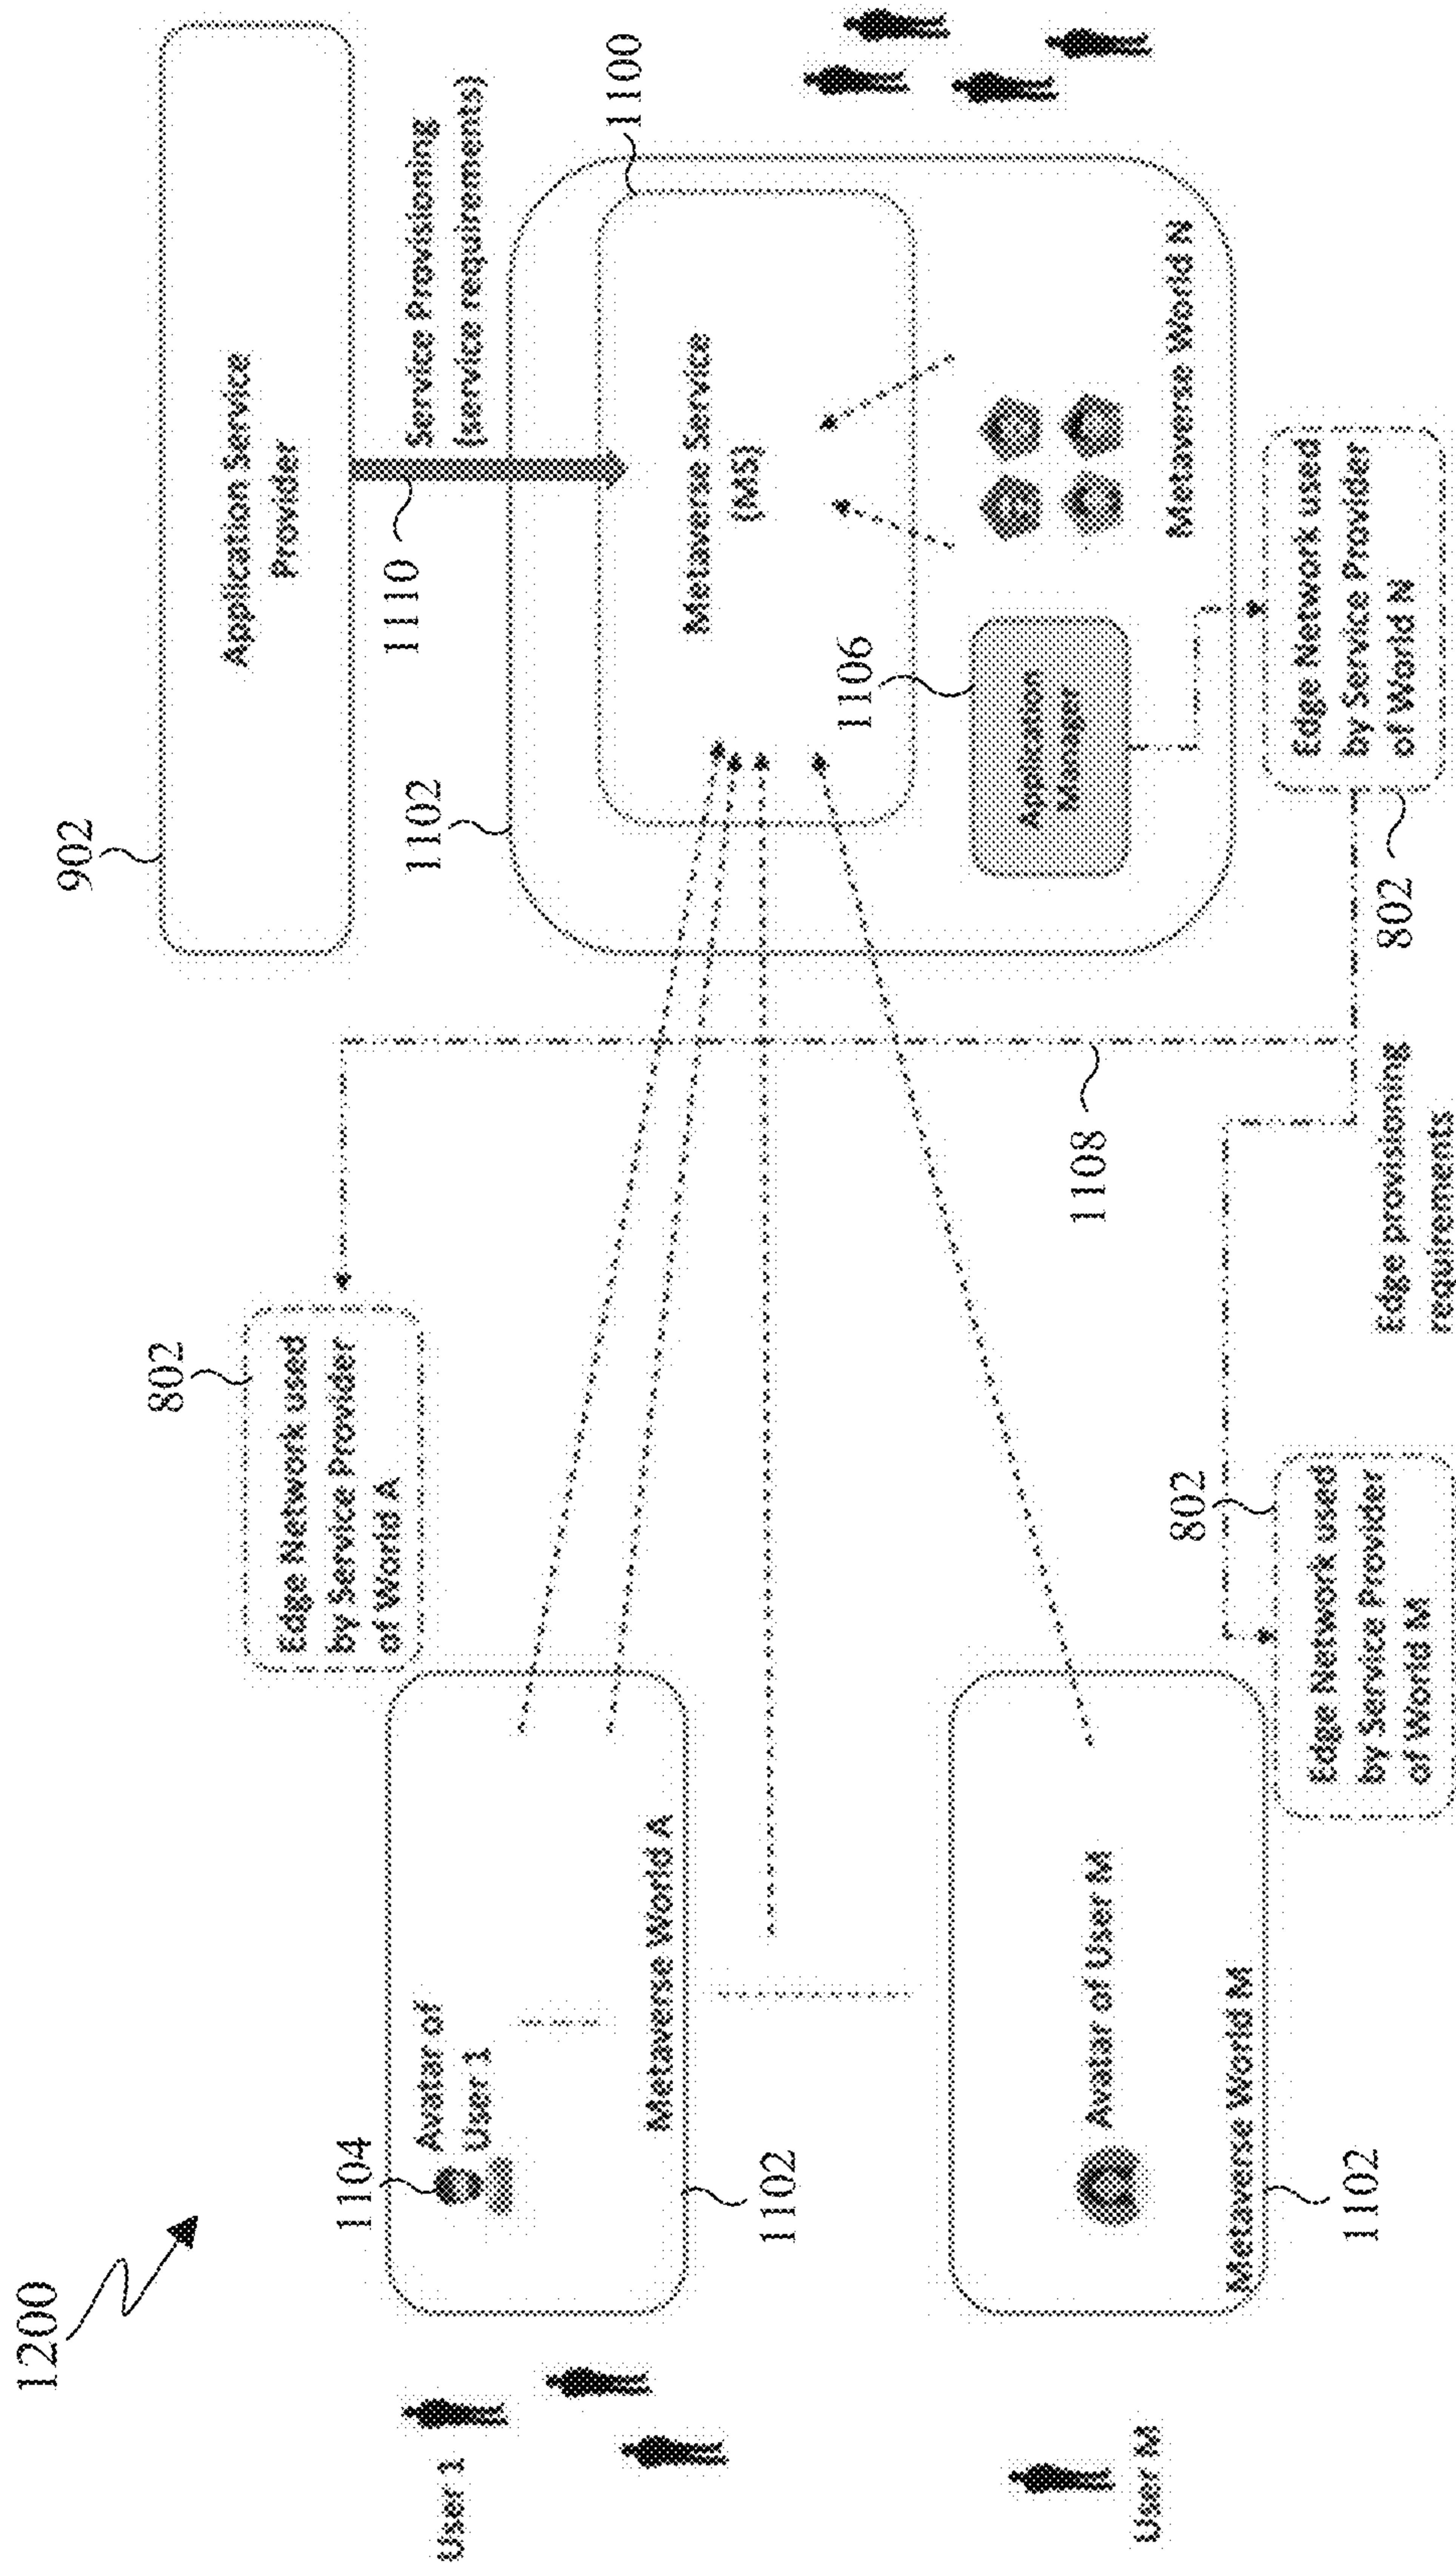 1200
902
Application Service
Provider
1110
Service Provisioning
(service requirements)
1102
1100
Metaverse Service
(MS)
1106
Application
Manager
Metaverse World N
Edge Network used
by Service Provider
of World N
802
802
Edge Network used
by Service Provider
of World A
1108
Edge provisioning
requirements
User 1
1104
Avatar of
User 1
Metaverse World A
1102
User M
Avatar of User M
Metaverse World M
1102
802
Edge Network used
by Service Provider
of World M